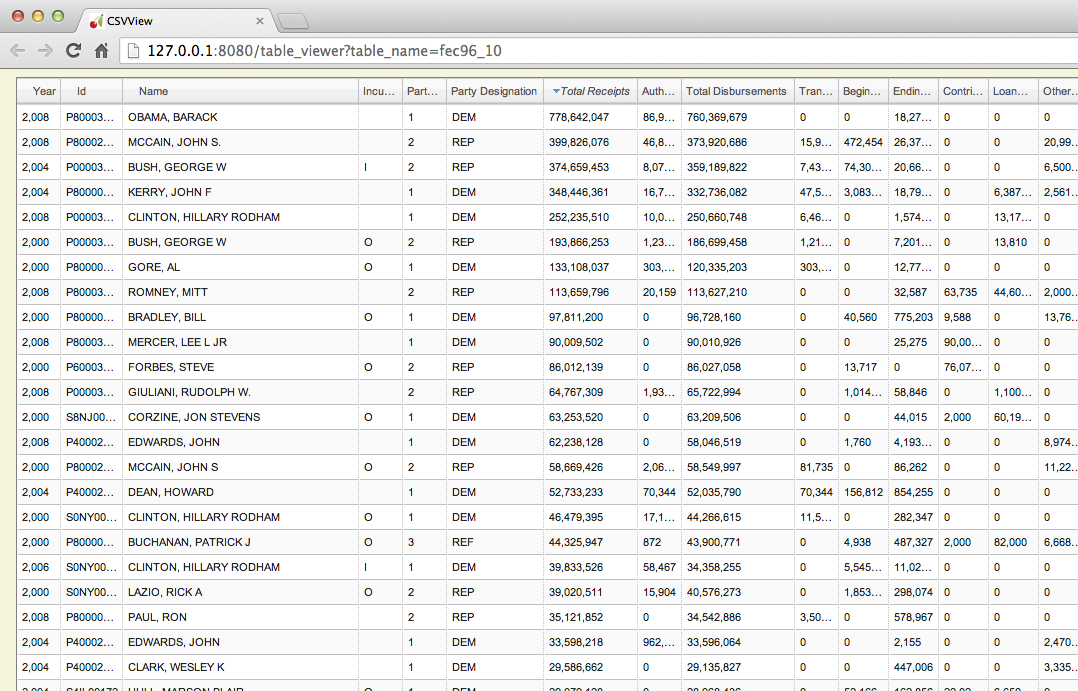 CSVView
127.0.0.1:8080/table_viewer?table_name=fec96_10
Year Id Name Incu... Part... Party Designation Total Receipts Auth... Total Disbursements Tran... Begin... Endin... Contri... Loan... Other...
2,008 P80003... OBAMA, BARACK 1 DEM 778,642,047 86,9... 760,369,679 0 0 18,27... 0 0 0
2,008 P80002... MCCAIN, JOHN S. 2 REP 399,826,076 46,8... 373,920,686 15,9... 472,454 26,37... 0 0 20,99...
2,004 P00003... BUSH, GEORGE W I 2 REP 374,659,453 8,07... 359,189,822 7,43... 74,30... 20,66... 0 0 6,500...
2,004 P80000... KERRY, JOHN F 1 DEM 348,446,361 16,7... 332,736,082 47,5... 3,083... 18,79... 0 6,387... 2,561...
2,008 P00003... CLINTON, HILLARY RODHAM 1 DEM 252,235,510 10,0... 250,660,748 6,46... 0 1,574... 0 13,17... 0
2,000 P00003... BUSH, GEORGE W O 2 REP 193,866,253 1,23... 186,699,458 1,21... 0 7,201... 0 13,810 0
2,000 P80000... GORE, AL O 1 DEM 133,108,037 303,... 120,335,203 303,... 0 12,77... 0 0 0
2,008 P80003... ROMNEY, MITT 2 REP 113,659,796 20,159 113,627,210 0 0 32,587 63,735 44,60... 2,000...
2,000 P80000... BRADLEY, BILL O 1 DEM 97,811,200 0 96,728,160 0 40,560 775,203 9,588 0 13,76...
2,008 P80003... MERCER, LEE L JR 1 DEM 90,009,502 0 90,010,926 0 0 25,275 90,00... 0 0
2,000 P60003... FORBES, STEVE O 2 REP 86,012,139 0 86,027,058 0 13,717 0 76,07... 0 0
2,008 P00003... GIULIANI, RUDOLPH W. 2 REP 64,767,309 1,93... 65,722,994 0 1,014... 58,846 0 1,100... 0
2,000 S8NJ00... CORZINE, JON STEVENS O 1 DEM 63,253,520 0 63,209,506 0 0 44,015 2,000 60,19... 0
2,008 P40002... EDWARDS, JOHN 1 DEM 62,238,128 0 58,046,519 0 1,760 4,193... 0 0 8,974...
2,000 P80002... MCCAIN, JOHN S O 2 REP 58,669,426 2,06... 58,549,997 81,735 0 86,262 0 0 11,22...
2,004 P40002... DEAN, HOWARD 1 DEM 52,733,233 70,344 52,035,790 70,344 156,812 854,255 0 0 0
2,000 S0NY00... CLINTON, HILLARY RODHAM O 1 DEM 46,479,395 17,1... 44,266,615 11,5... 0 282,347 0 0 0
2,000 P80000... BUCHANAN, PATRICK J O 3 REF 44,325,947 872 43,900,771 0 4,938 487,327 2,000 82,000 6,668...
2,006 S0NY00... CLINTON, HILLARY RODHAM I 1 DEM 39,833,526 58,467 34,358,255 0 5,545... 11,02... 0 0 0
2,000 S0NY00... LAZIO, RICK A O 2 REP 39,020,511 15,904 40,576,273 0 1,853... 298,074 0 0 0
2,008 P80000... PAUL, RON 2 REP 35,121,852 0 34,542,886 3,50... 0 578,967 0 0 0
2,004 P40002... EDWARDS, JOHN 1 DEM 33,598,218 962,... 33,596,064 0 0 2,155 0 0 2,470...
2,004 P40002... CLARK, WESLEY K 1 DEM 29,586,662 0 29,135,827 0 0 447,006 0 0 3,335...